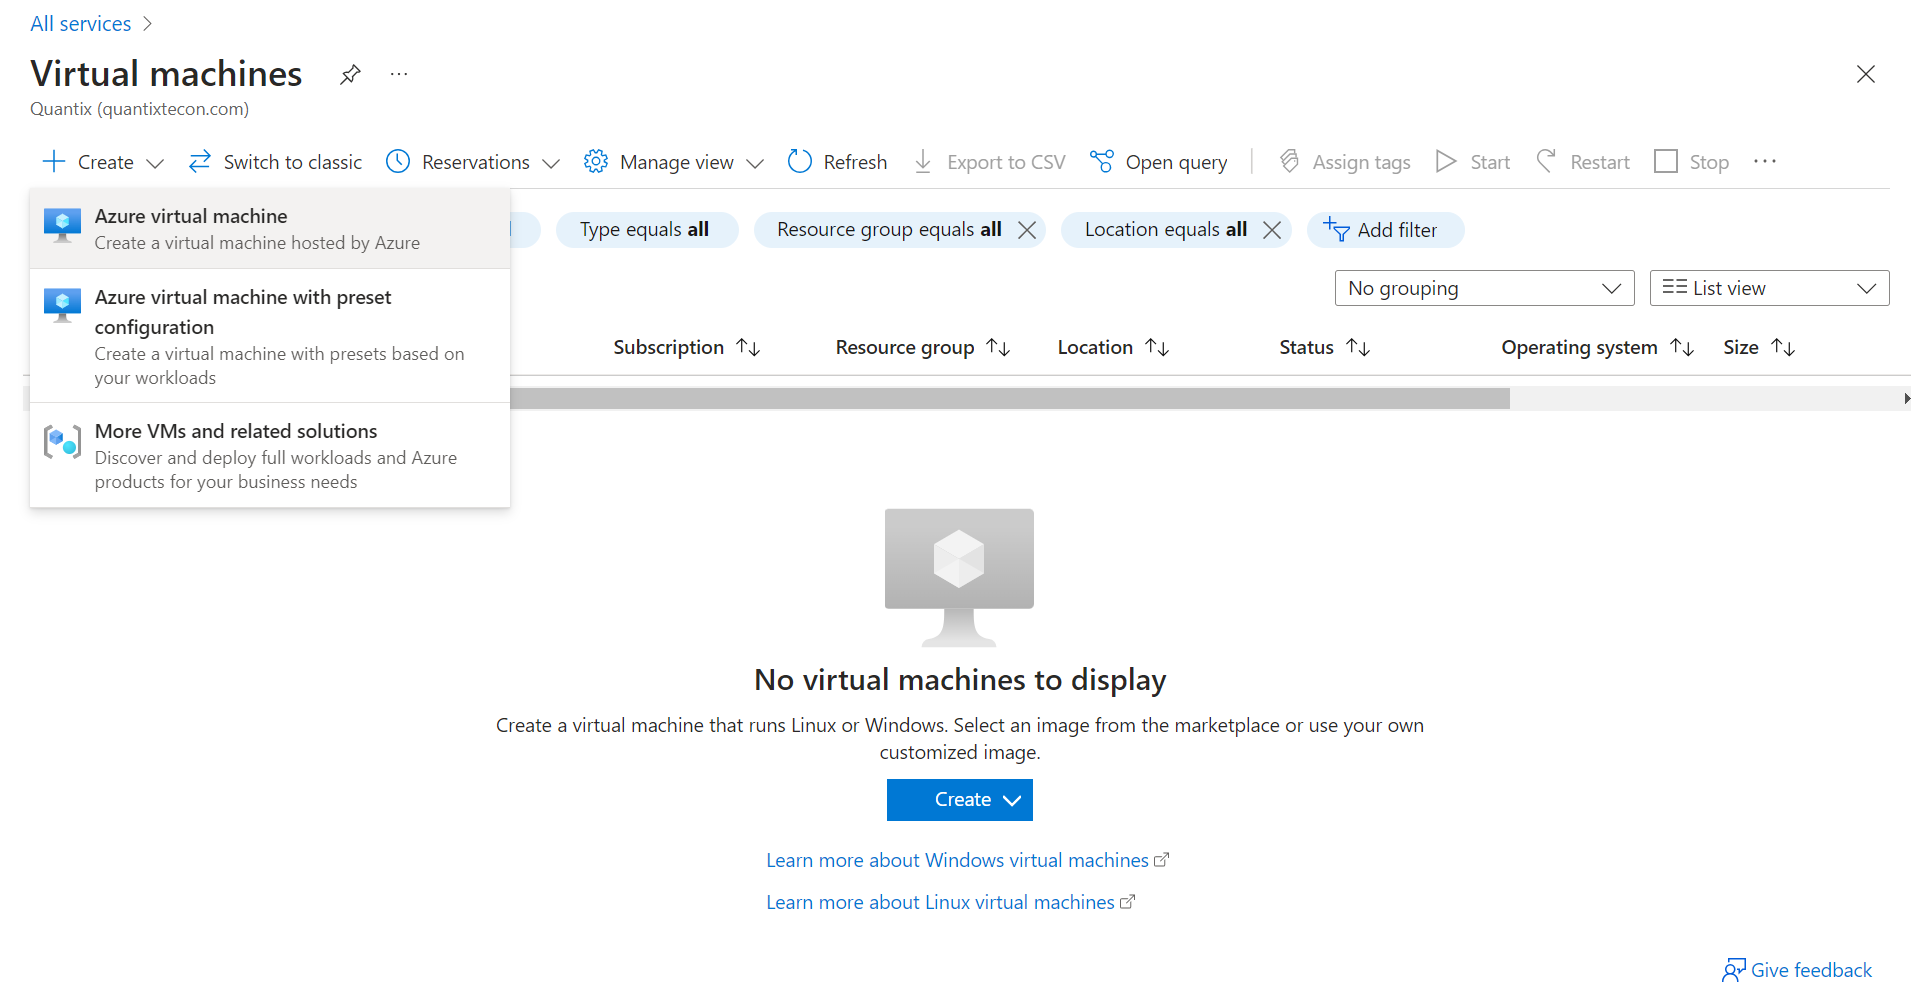 All services
Virtual machines
Quantix (quantixtecon.com)
Create
Switch to classic
Reservations
Manage view
Refresh
Export to CSV
Open query
Assign tags
Start
Restart
Stop
Azure virtual machine
Create a virtual machine hosted by Azure
Azure virtual machine with preset
configuration
Create a virtual machine with presets based on
your workloads
More VMs and related solutions
Discover and deploy full workloads and Azure
products for your business needs
Type equals all
Resource group equals all
Location equals all
Add filter
No grouping
List view
Subscription
Resource group
Location
Status
Operating system
Size
No virtual machines to display
Create a virtual machine that runs Linux or Windows. Select an image from the marketplace or use your own
customized image.
Create
Learn more about Windows virtual machines
Learn more about Linux virtual machines
Give feedback